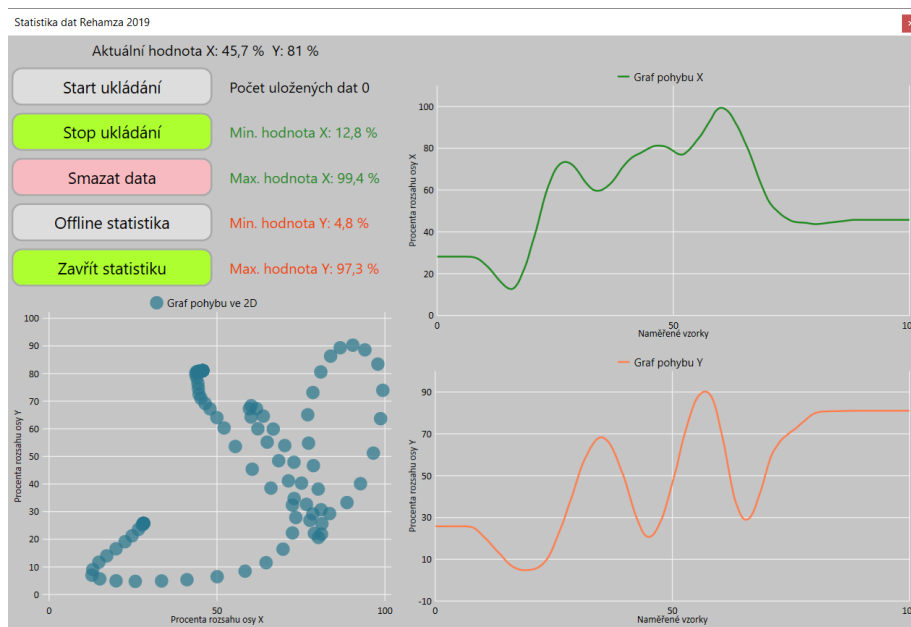 Statistika dat Rehamza 2019
Aktuální hodnota X: 45,7 % Y: 81 %
Start ukládání
Počet uložených dat 0
Stop ukládání
Min. hodnota X: 12,8 %
Smazat data
Max. hodnota X: 99,4 %
Offline statistika
Min. hodnota Y: 4,8 %
Zavřít statistiku
Max. hodnota Y: 97,3 %
Graf pohybu X
Procenta rozsahu osy X
100
80
60
40
20
0
0 50 100
Naměřené vzorky
Graf pohybu ve 2D
Procenta rozsahu osy Y
100
90
80
70
60
50
40
30
20
10
0
0 50 100
Procenta rozsahu osy X
Graf pohybu Y
Procenta rozsahu osy Y
90
70
50
30
10
-10
0 50 100
Naměřené vzorky